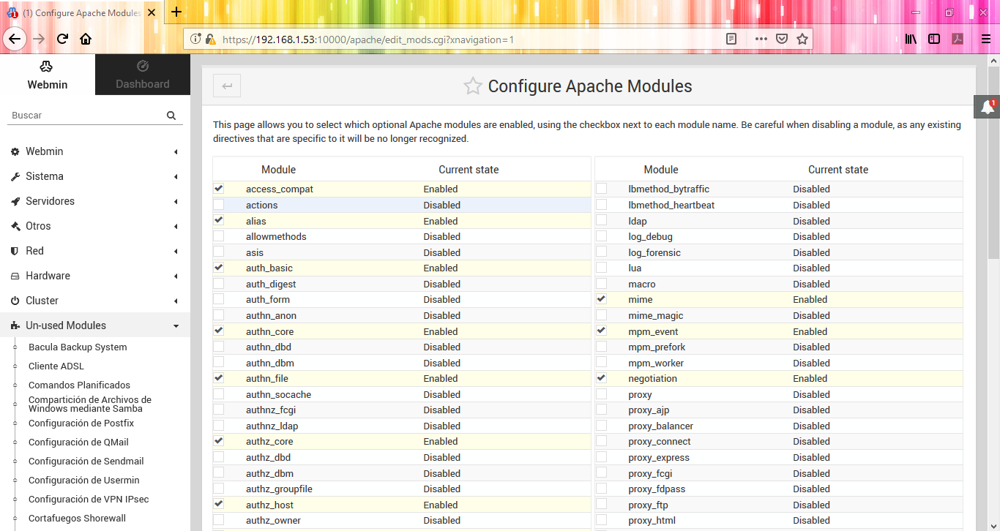 (1) Configure Apache Modules
https://192.168.1.53:10000/apache/edit_mods.cgi?xnavigation=1
Webmin
Dashboard
Buscar
Webmin
Sistema
Servidores
Otros
Red
Hardware
Cluster
Un-used Modules
Bacula Backup System
Cliente ADSL
Comandos Planificados
Compartición de Archivos de
Windows mediante Samba
Configuración de Postfix
Configuración de QMail
Configuración de Sendmail
Configuración de Usermin
Configuración de VPN IPsec
Cortafuegos Shorewall
Configure Apache Modules
1
This page allows you to select which optional Apache modules are enabled, using the checkbox next to each module name. Be careful when disabling a module, as any existing
directives that are specific to it will be no longer recognized.
Module Current state
access_compat Enabled
actions Disabled
alias Enabled
allowmethods Disabled
asis Disabled
auth_basic Enabled
auth_digest Disabled
auth_form Disabled
authn_anon Disabled
authn_core Enabled
authn_dbd Disabled
authn_dbm Disabled
authn_file Enabled
authn_socache Disabled
authnz_fcgi Disabled
authnz_ldap Disabled
authz_core Enabled
authz_dbd Disabled
authz_dbm Disabled
authz_groupfile Disabled
authz_host Enabled
authz_owner Disabled
Module Current state
lbmethod_bytraffic Disabled
lbmethod_heartbeat Disabled
ldap Disabled
log_debug Disabled
log_forensic Disabled
lua Disabled
macro Disabled
mime Enabled
mime_magic Disabled
mpm_event Enabled
mpm_prefork Disabled
mpm_worker Disabled
negotiation Enabled
proxy Disabled
proxy_ajp Disabled
proxy_balancer Disabled
proxy_connect Disabled
proxy_express Disabled
proxy_fcgi Disabled
proxy_fdpass Disabled
proxy_ftp Disabled
proxy_html Disabled